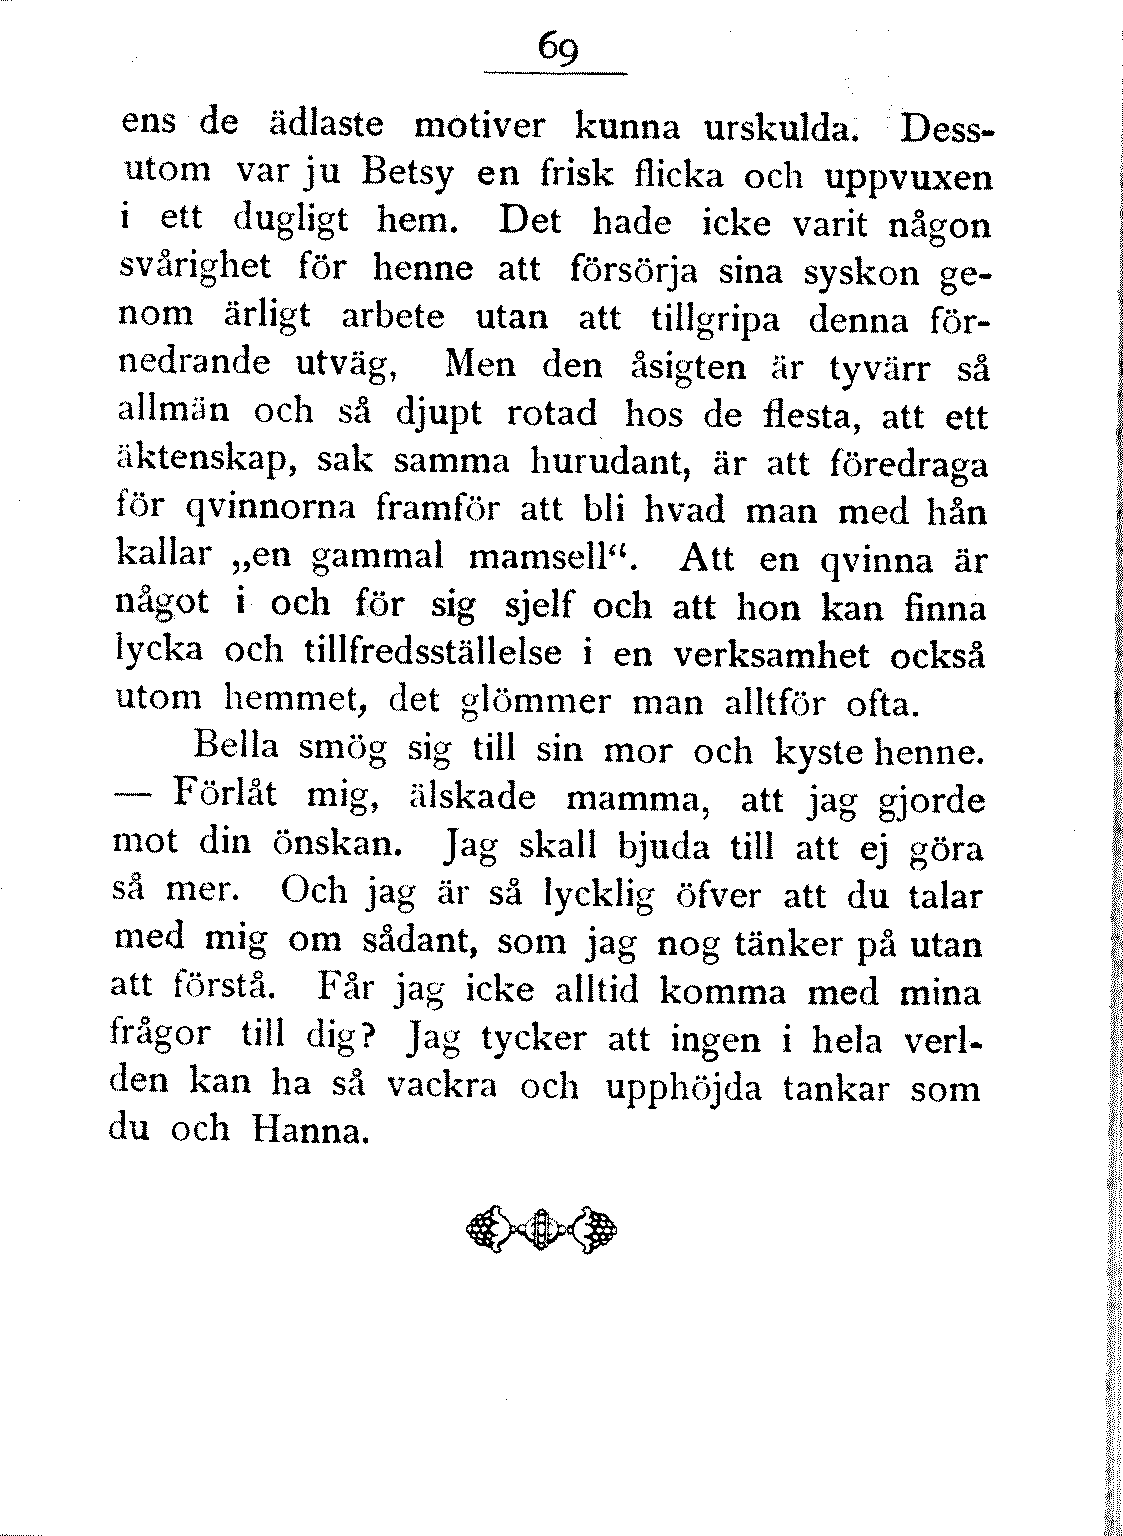 69
ens de ädlaste motiver kunna urskulda. Dess-
utom var ju Betsy en frisk flicka och uppvuxen
i ett dugligt hem. Det hade icke varit någon
svårighet för henne att försörja sina syskon ge-
nom ärligt arbete utan att tillgripa denna för-
nedrande utväg, Men den åsigten är tyvärr så
allmän och så djupt rotad hos de flesta, att ett
äktenskap, sak samma hurudant, är att föredraga
för qvinnorna framför att bli hvad man med hån
kallar „en gammal mamsell“. Att en qvinna är
något i och för sig sjelf och att hon kan finna
lycka och tillfredsställelse i en verksamhet också
utom hemmet, det glömmer man alltför ofta.
Bella smög sig till sin mor och kyste henne.
— Förlåt mig, älskade mamma, att jag gjorde
mot din önskan. Jag skall bjuda till att ej göra
så mer. Och jag är så lycklig öfver att du talar
med mig om sådant, som jag nog tänker på utan
att förstå. Får jag icke alltid komma med mina
frågor till dig? Jag tycker att ingen i hela verl-
den kan ha så vackra och upphöjda tankar som
du och Hanna.